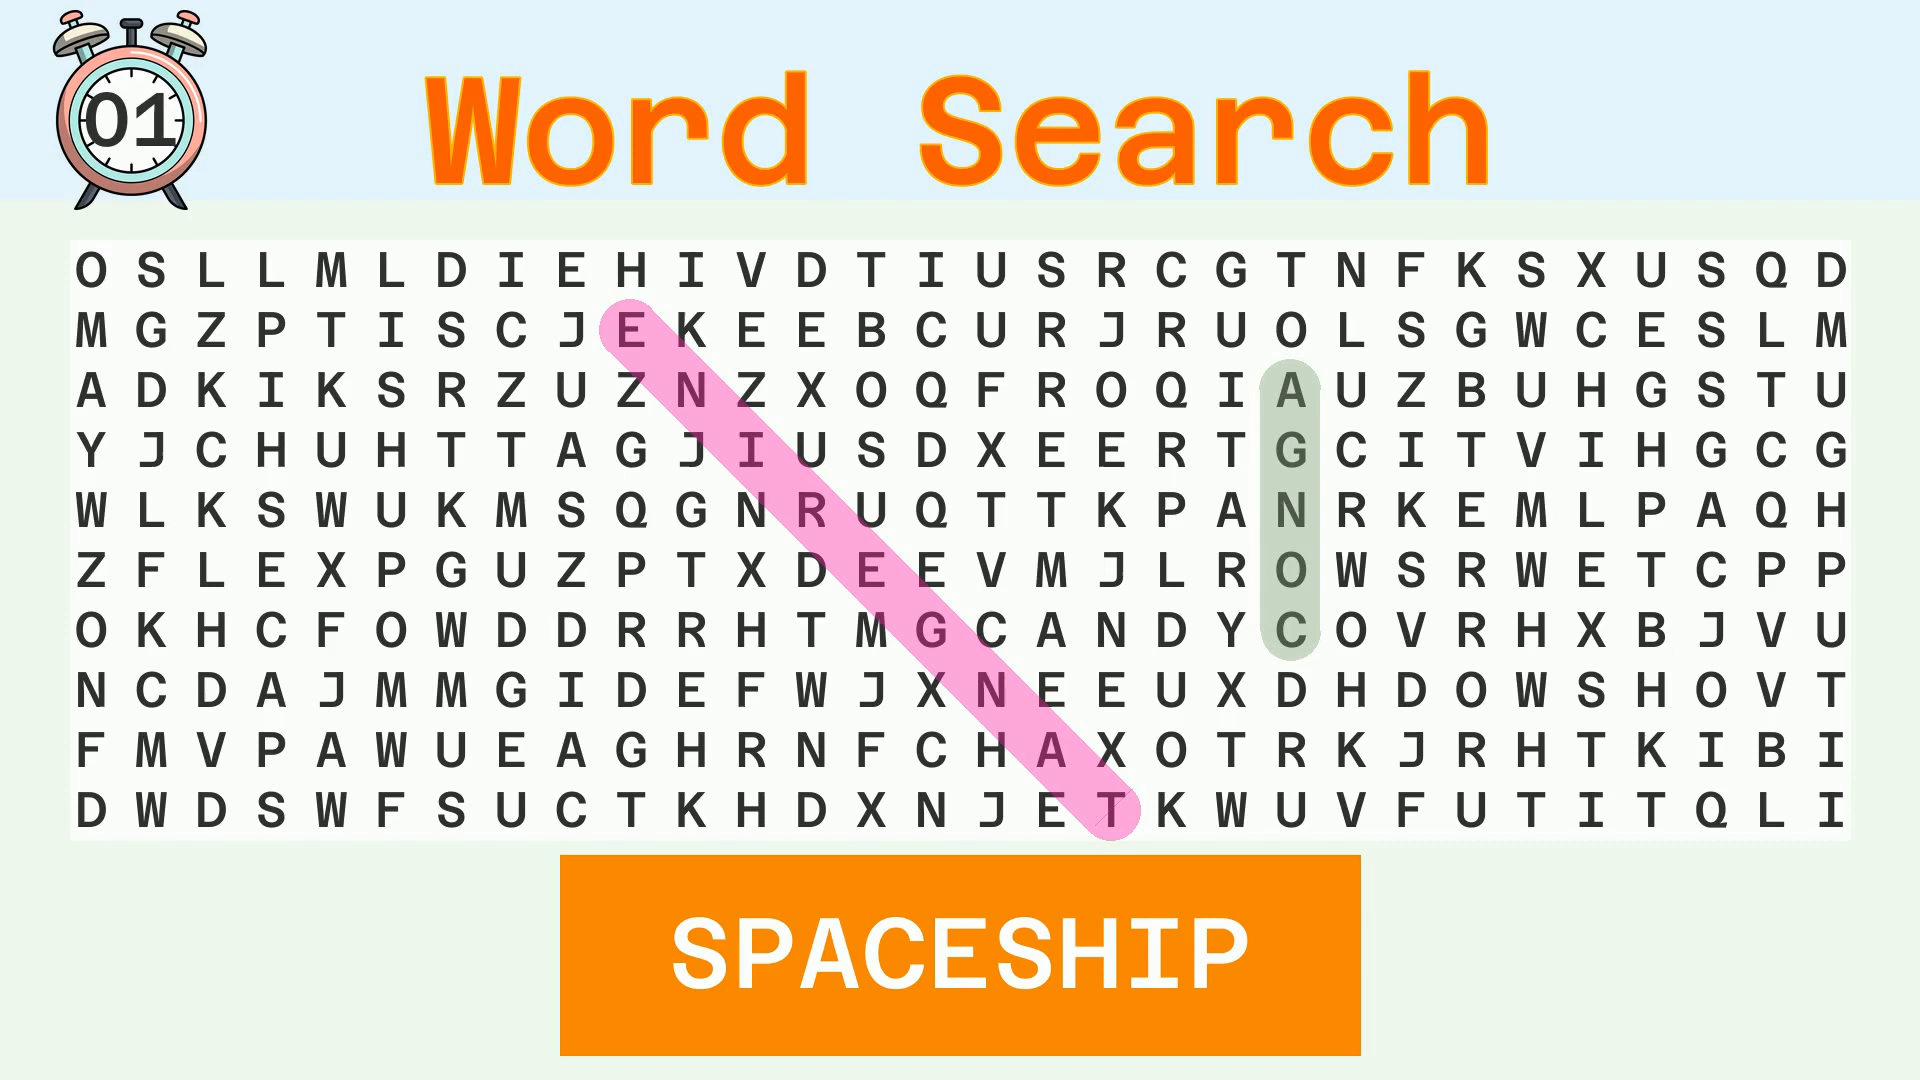 01
Word Search
O S L L M L D I E H I V D T I U S R C G T N F K S X U S Q D
M G Z P T I S C J E K E E B C U R J R U O L S G W C E S L M
A D K I K S R Z U Z N Z X O Q F R O Q I A U Z B U H G S T U
Y J C H U H T T A G J I U S D X E E R T G C I T V I H G C G
W L K S W U K M S Q G N R U Q T T K P A N R K E M L P A Q H
Z F L E X P G U Z P T X D E E V M J L R O W S R W E T C P P
O K H C F O W D D R R H T M G C A N D Y C O V R H X B J V U
N C D A J M M G I D E F W J X N E E U X D H D O W S H O V T
F M V P A W U E A G H R N F C H A X O T R K J R H T K I B I
D W D S W F S U C T K H D X N J E T K W U V F U T I T Q L I
SPACESHIP